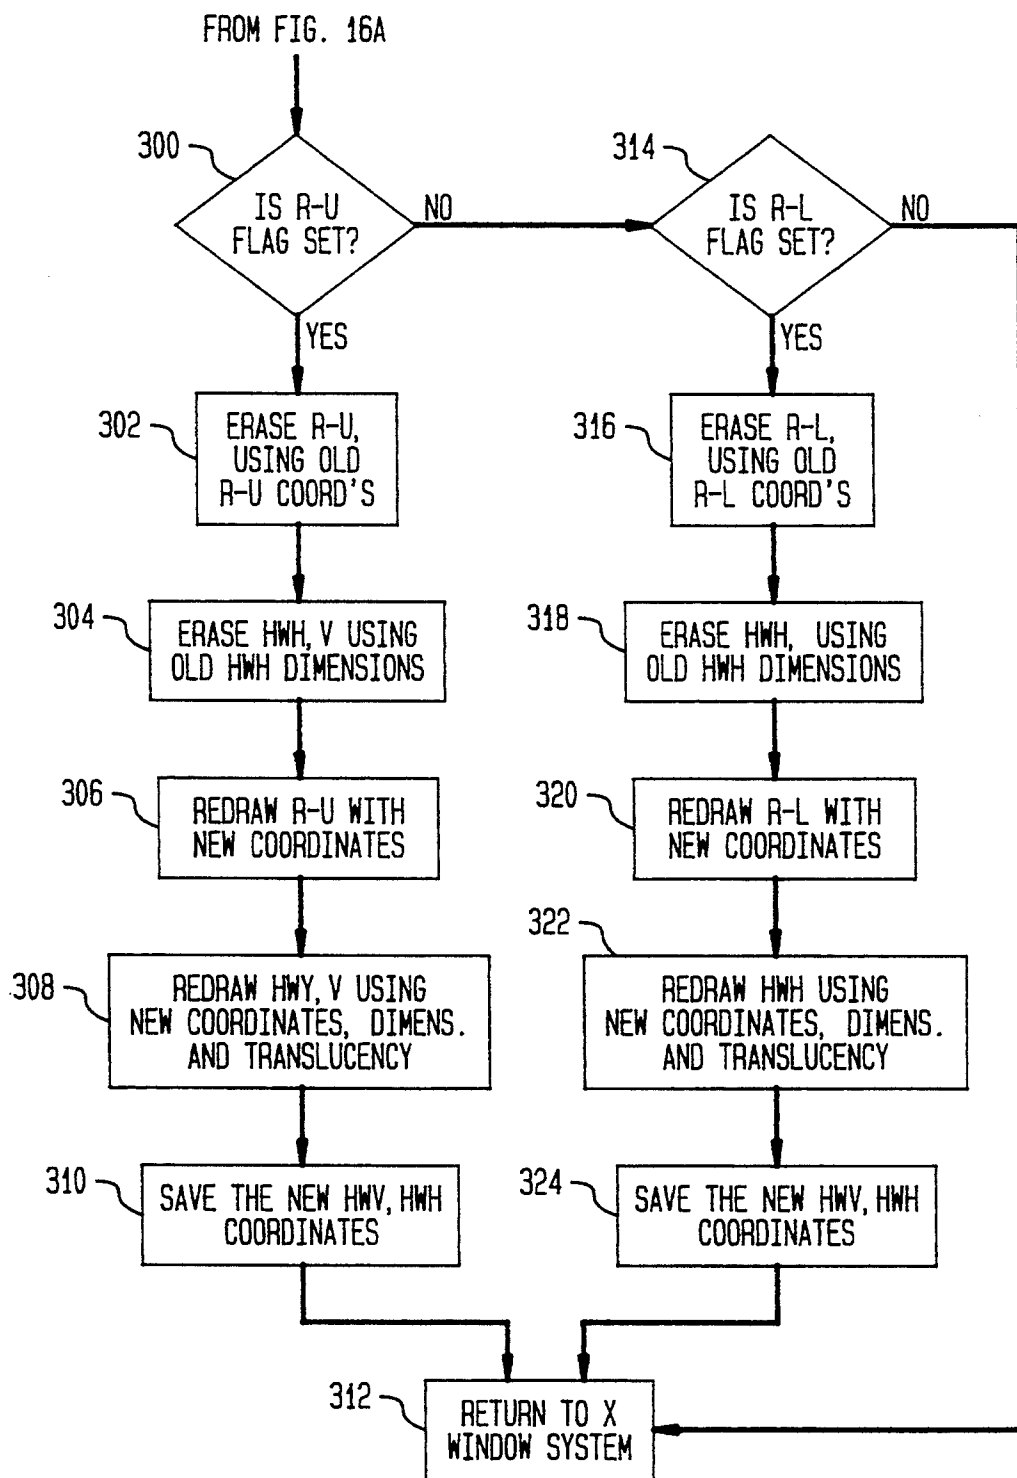 FROM FIG. 16A
300
IS R-U
FLAG SET?
NO
YES
314
IS R-L
FLAG SET?
NO
YES
302
ERASE R-U,
USING OLD
R-U COORD'S
316
ERASE R-L,
USING OLD
R-L COORD'S
304
ERASE HWH, V USING
OLD HWH DIMENSIONS
318
ERASE HWH, USING
OLD HWH DIMENSIONS
306
REDRAW R-U WITH
NEW COORDINATES
320
REDRAW R-L WITH
NEW COORDINATES
308
REDRAW HWY, V USING
NEW COORDINATES, DIMENS.
AND TRANSLUCENCY
322
REDRAW HWH USING
NEW COORDINATES, DIMENS.
AND TRANSLUCENCY
310
SAVE THE NEW HWV, HWH
COORDINATES
324
SAVE THE NEW HWV, HWH
COORDINATES
312
RETURN TO X
WINDOW SYSTEM